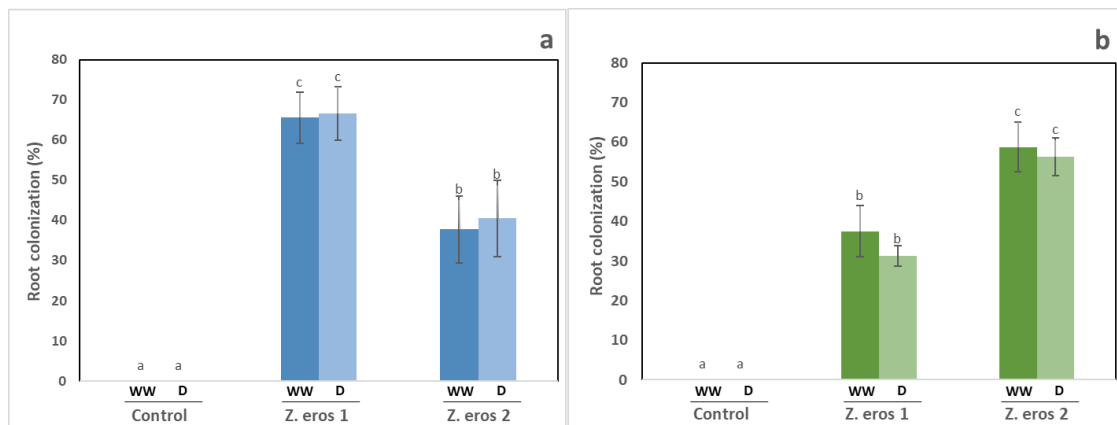 a
Root colonization (%)
80
70
60
50
40
30
20
10
0
a a
c c
b b
WW D WW D WW D
Control Z. eros 1 Z. eros 2
b
Root colonization (%)
80
70
60
50
40
30
20
10
0
a a
b b
c c
WW D WW D WW D
Control Z. eros 1 Z. eros 2